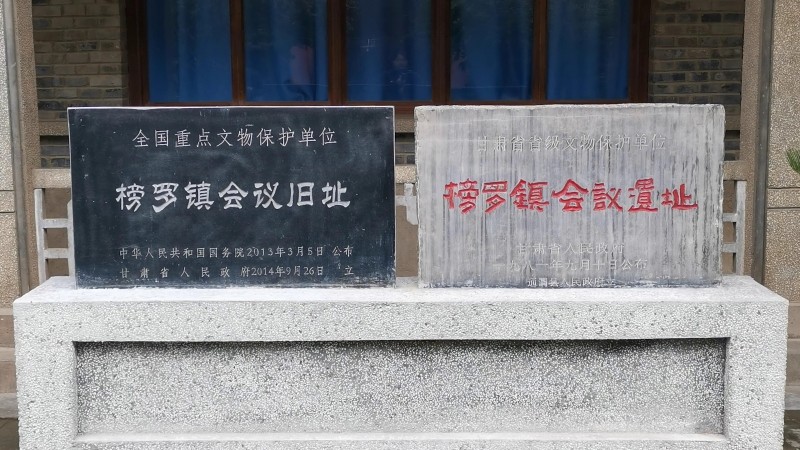 全国重点文物保护单位
榜罗镇会议旧址
中华人民共和国国务院2013年3月5日 公布
甘肃省人民政府2014年9月26日 立
甘肃省省级文物保护单位
榜罗鎮会議遺址
甘肃省人民政府
一九八一年九月十日公布
通渭县人民政府立